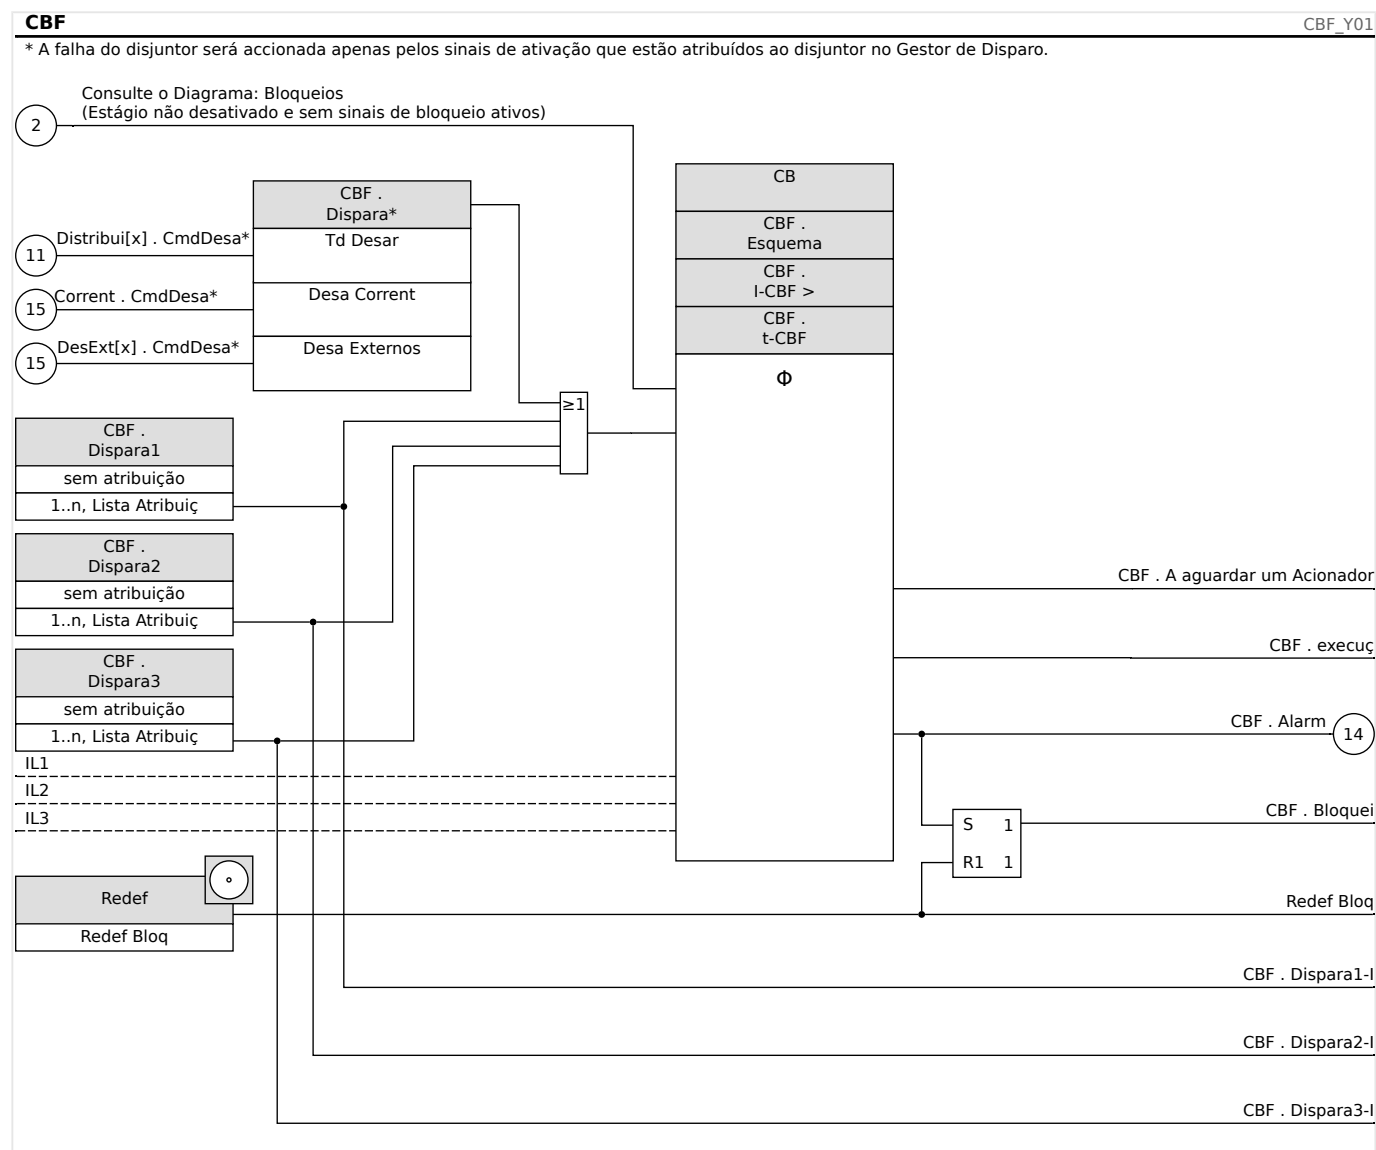 CBF
CBF_Y01
* A falha do disjuntor será accionada apenas pelos sinais de ativação que estão atribuídos ao disjuntor no Gestor de Disparo.
Consulte o Diagrama: Bloqueios
(Estágio não desativado e sem sinais de bloqueio ativos)
2
CB
CBF .
Esquema
CBF .
I-CBF >
CBF .
t-CBF
Φ
CBF .
Dispara*
Td Desar
Desa Corrent
Desa Externos
Distribui[x] . CmdDesa*
11
Corrent . CmdDesa*
15
DesExt[x] . CmdDesa*
15
≥1
CBF .
Dispara1
sem atribuição
1..n, Lista Atribuiç
CBF .
Dispara2
sem atribuição
1..n, Lista Atribuiç
CBF .
Dispara3
sem atribuição
1..n, Lista Atribuiç
IL1
IL2
IL3
CBF . A aguardar um Acionador
CBF . execuç
CBF . Alarm
14
S 1
R1 1
CBF . Bloquei
Redef
Redef Bloq
Redef Bloq
CBF . Dispara1-I
CBF . Dispara2-I
CBF . Dispara3-I